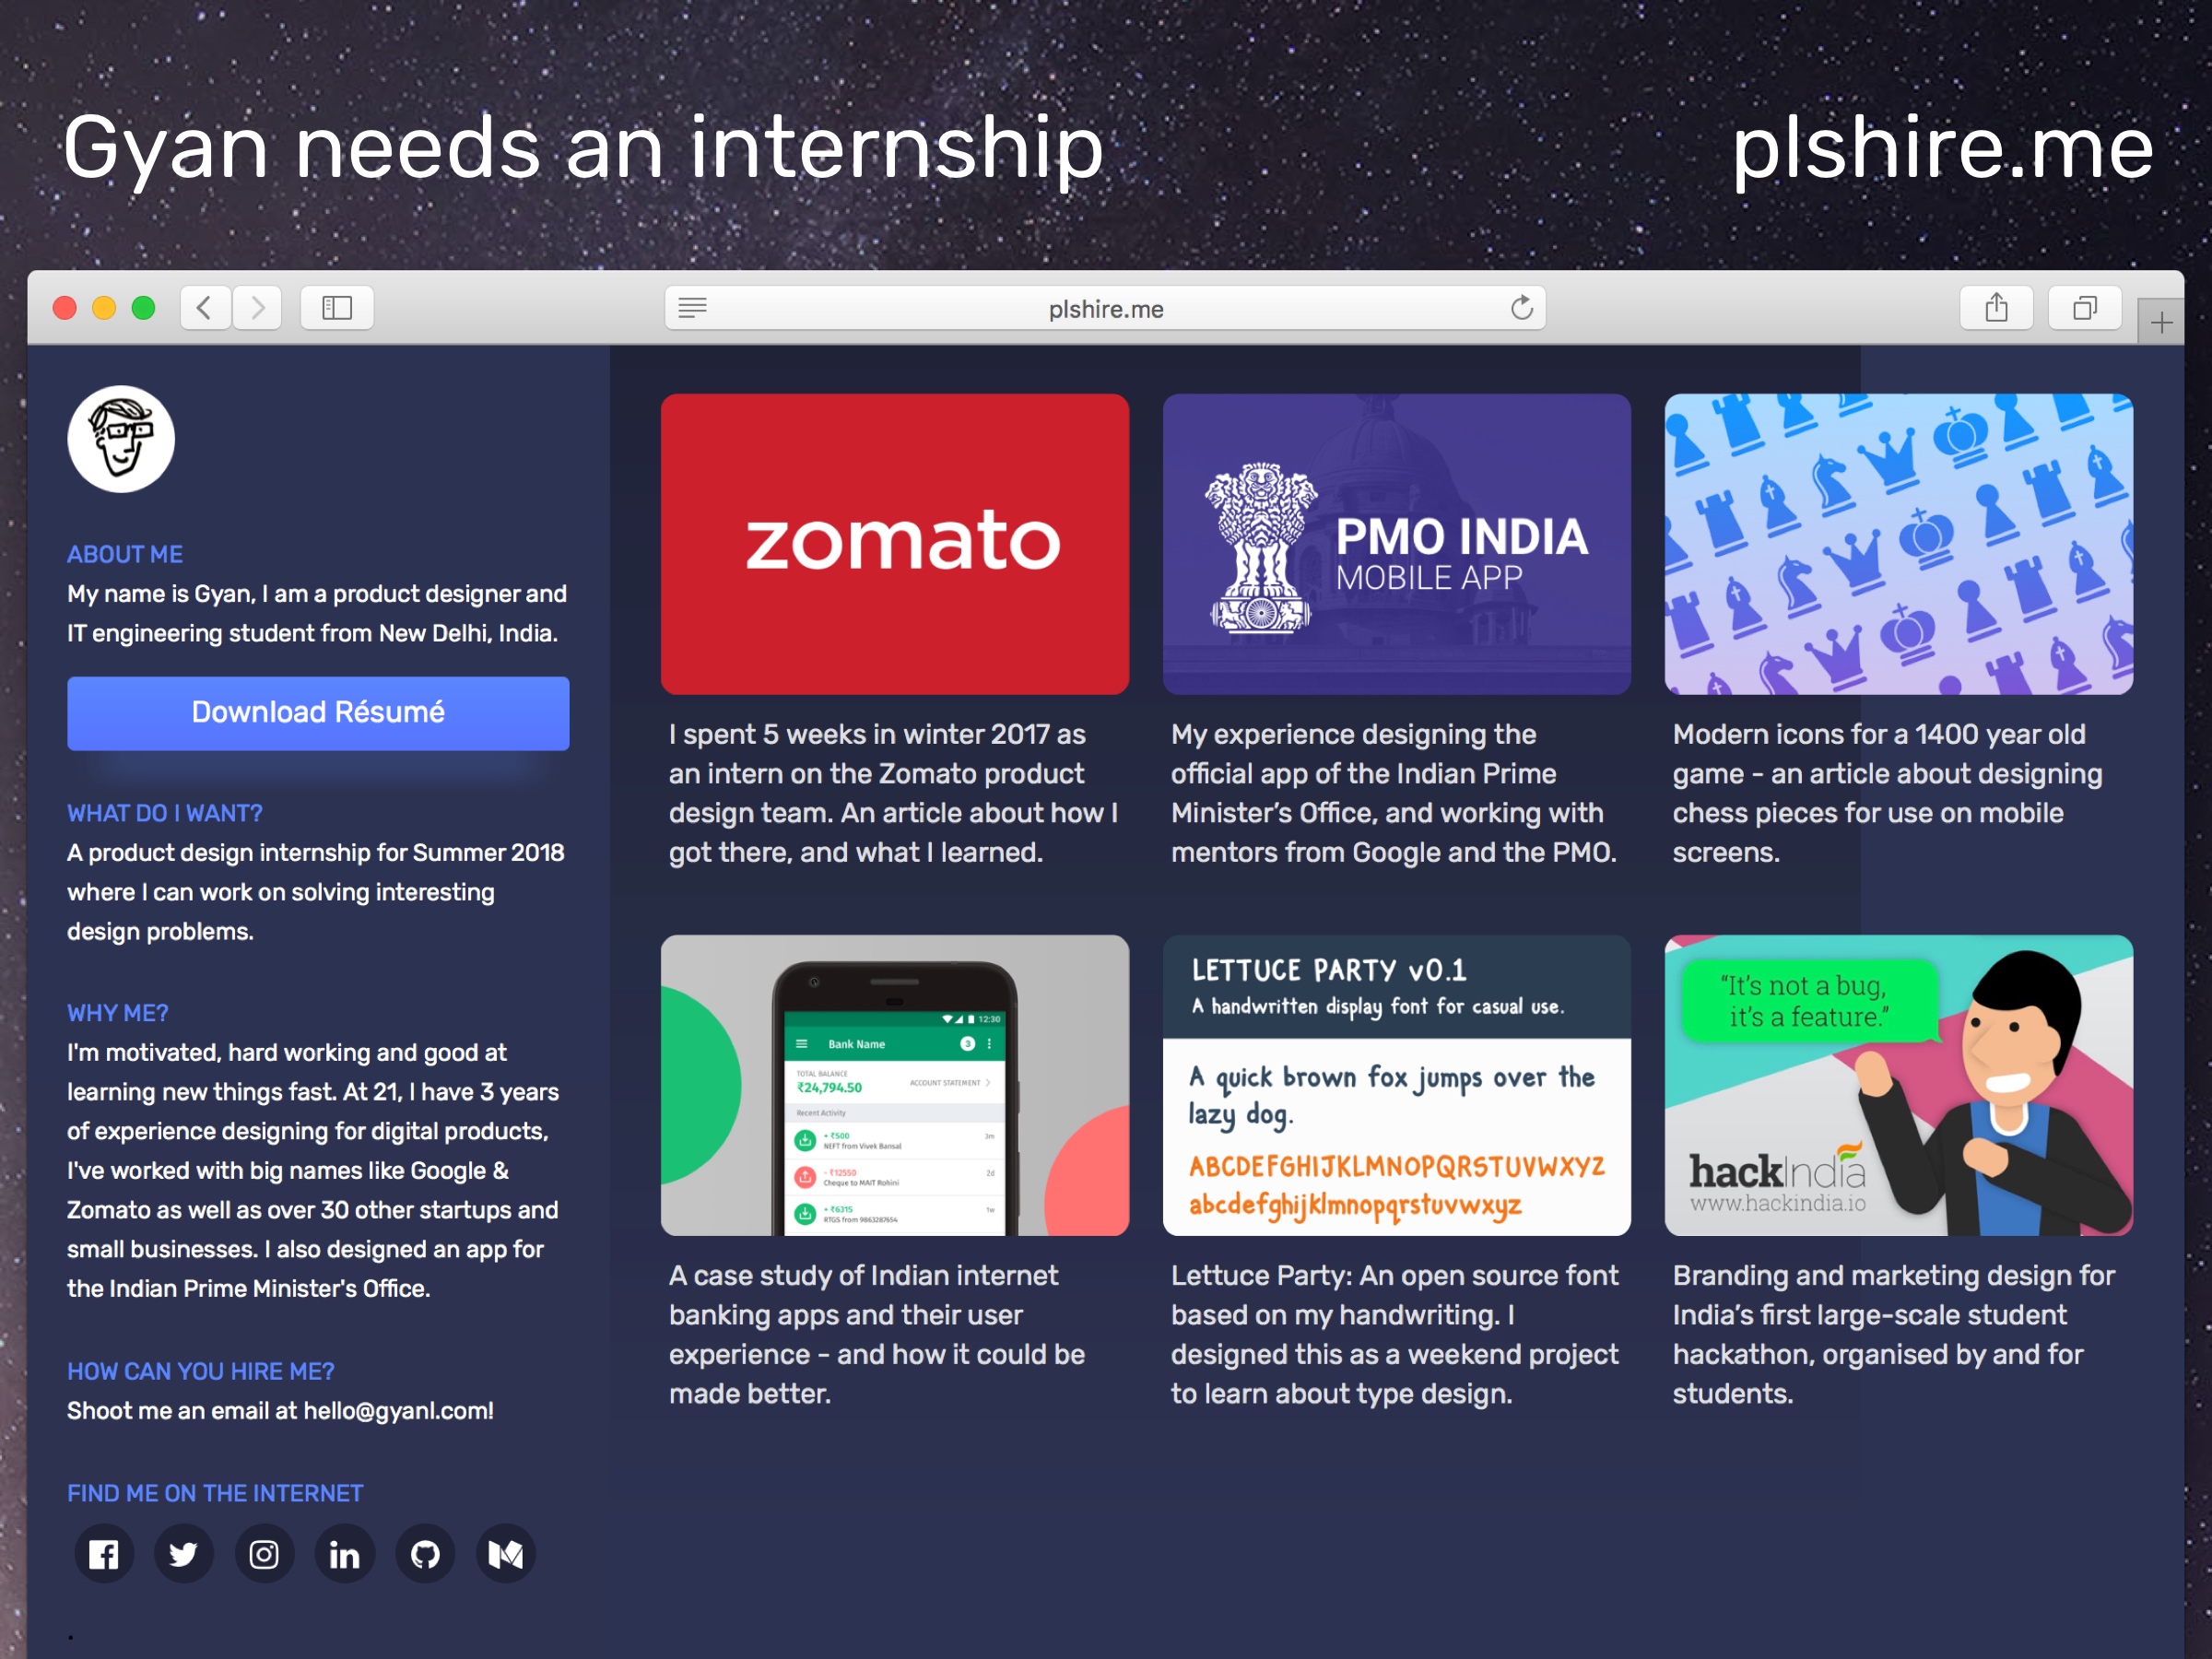 Gyan needs an internship
plshire.me
plshire.me
ABOUT ME
My name is Gyan, I am a product designer and
IT engineering student from New Delhi, India.
Download Résumé
WHAT DO I WANT?
A product design internship for Summer 2018
where I can work on solving interesting
design problems.
WHY ME?
I'm motivated, hard working and good at
learning new things fast. At 21, I have 3 years
of experience designing for digital products,
I've worked with big names like Google &
Zomato as well as over 30 other startups and
small businesses. I also designed an app for
the Indian Prime Minister's Office.
HOW CAN YOU HIRE ME?
Shoot me an email at hello@gyanl.com!
FIND ME ON THE INTERNET
zomato
I spent 5 weeks in winter 2017 as
an intern on the Zomato product
design team. An article about how I
got there, and what I learned.
PMO INDIA
MOBILE APP
My experience designing the
official app of the Indian Prime
Minister’s Office, and working with
mentors from Google and the PMO.
Modern icons for a 1400 year old
game - an article about designing
chess pieces for use on mobile
screens.
12:30
Bank Name
3
TOTAL BALANCE
₹24,794.50
ACCOUNT STATEMENT
Recent Activity
+ ₹500
3m
NEFT from Vivek Bansal
- ₹12550
2d
Cheque to MAIT Rohini
+ ₹6315
1w
RTGS from 9863287654
A case study of Indian internet
banking apps and their user
experience - and how it could be
made better.
LETTUCE PARTY v0.1
A handwritten display font for casual use.
A quick brown fox jumps over the
lazy dog.
ABCDEFGHIJKLMNOPQRSTUVWXYZ
abcdefghijklmnopqrstuvwxyz
Lettuce Party: An open source font
based on my handwriting. I
designed this as a weekend project
to learn about type design.
“It’s not a bug,
it’s a feature.”
hackIndia
www.hackindia.io
Branding and marketing design for
India’s first large-scale student
hackathon, organised by and for
students.